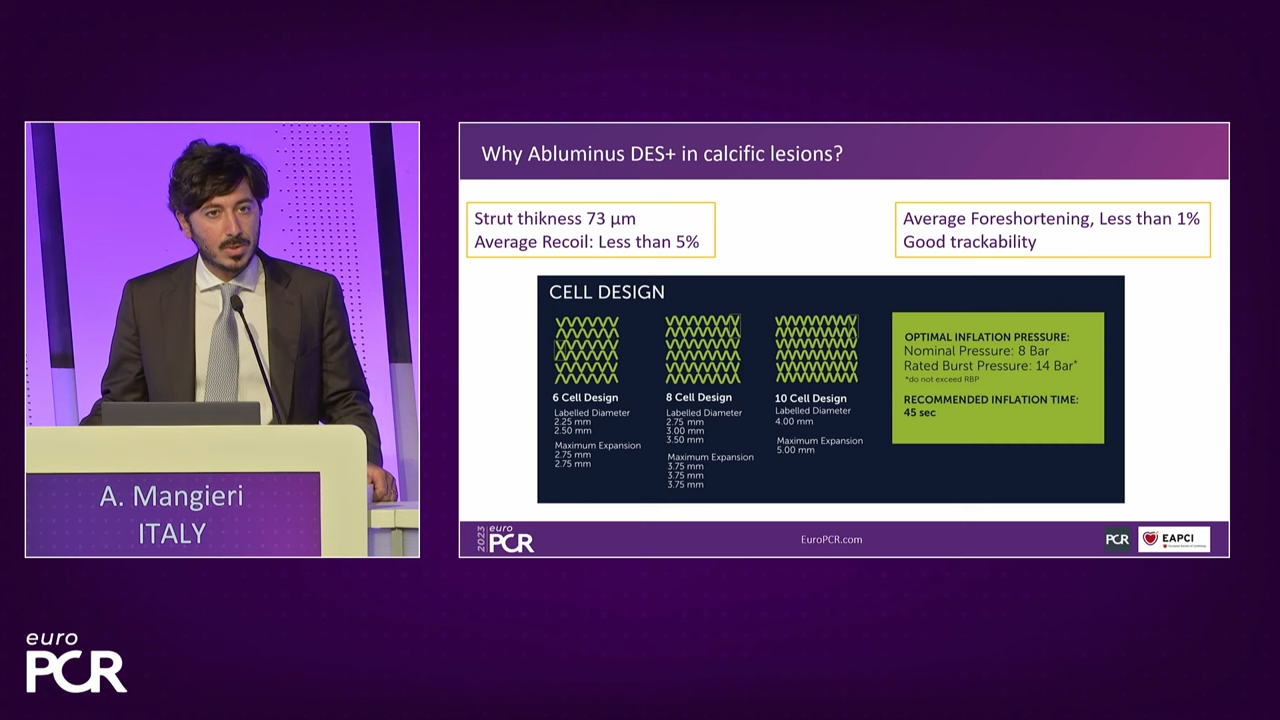 Why Abluminus DES+ in calcific lesions?
Strut thikness 73 μm
Average Recoil: Less than 5%
Average Foreshortening, Less than 1%
Good trackability
CELL DESIGN
6 Cell Design
Labelled Diameter
2.25 mm
2.50 mm
Maximum Expansion
2.75 mm
2.75 mm
8 Cell Design
Labelled Diameter
2.75 mm
3.00 mm
3.50 mm
Maximum Expansion
3.75 mm
3.75 mm
3.75 mm
10 Cell Design
Labelled Diameter
4.00 mm
Maximum Expansion
5.00 mm
OPTIMAL INFLATION PRESSURE:
Nominal Pressure: 8 Bar
Rated Burst Pressure: 14 Bar*
*do not exceed RBP
RECOMMENDED INFLATION TIME:
45 sec
A. Mangieri
ITALY
2023 euro PCR
EuroPCR.com
PCR
EAPCI
euro
PCR